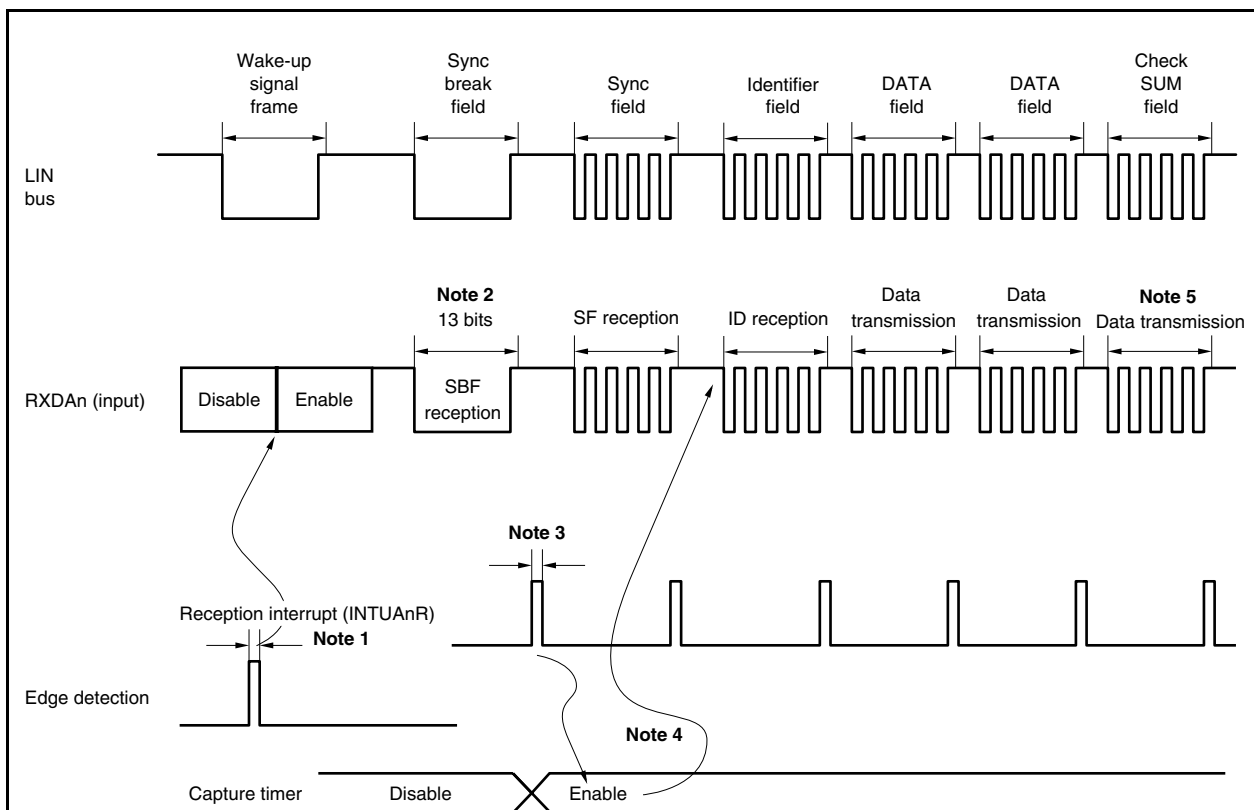 Wake-up
signal
frame
Sync
break
field
Sync
field
Identifier
field
DATA
field
DATA
field
Check
SUM
field
LIN
bus
Note 2
13 bits
SF reception
ID reception
Data
transmission
Data
transmission
Note 5
Data transmission
RXDAn (input)
Disable
Enable
SBF
reception
Note 3
Reception interrupt (INTUAnR)
Note 1
Edge detection
Note 4
Capture timer
Disable
Enable